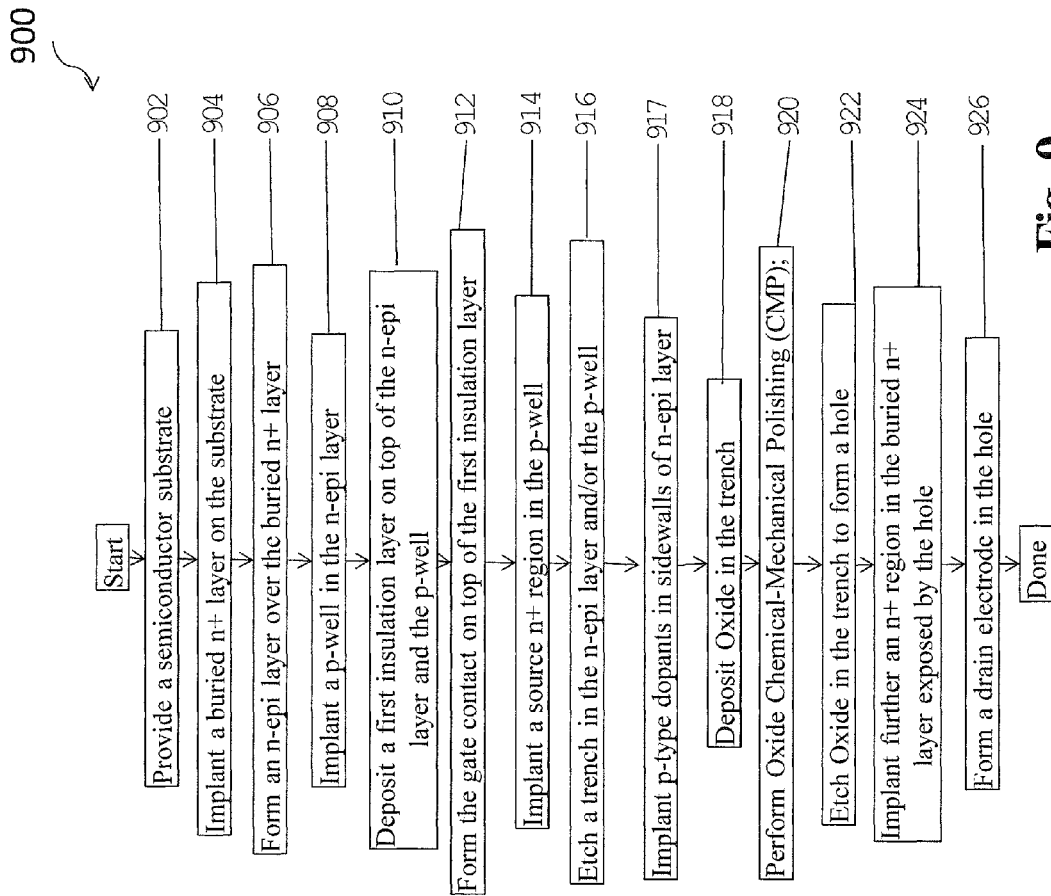 900
Start
Provide a semiconductor substrate
902
Implant a buried n+ layer on the substrate
904
Form an n-epi layer over the buried n+ layer
906
Implant a p-well in the n-epi layer
908
Deposit a first insulation layer on top of the n-epi
layer and the p-well
910
Form the gate contact on top of the first insulation layer
912
Implant a source n+ region in the p-well
914
Etch a trench in the n-epi layer and/or the p-well
916
Implant p-type dopants in sidewalls of n-epi layer
917
Deposit Oxide in the trench
918
Perform Oxide Chemical-Mechanical Polishing (CMP);
920
Etch Oxide in the trench to form a hole
922
Implant further an n+ region in the buried n+
layer exposed by the hole
924
Form a drain electrode in the hole
926
Done
Fig. 9